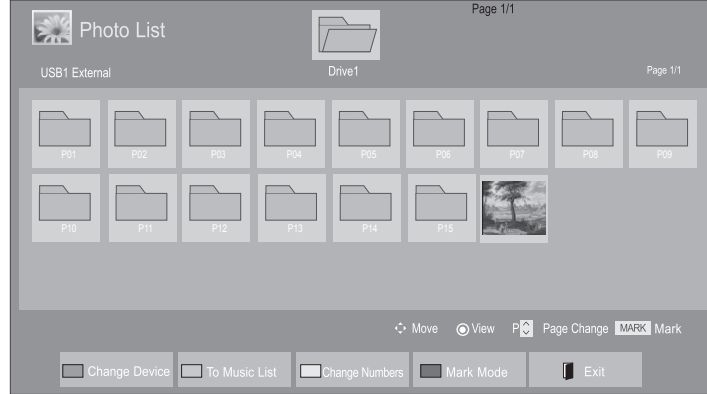 Page 1/1
Photo List
USB1 External
Drive1
Page 1/1
P01 P02 P03 P04 P05 P06 P07 P08 P09
P10 P11 P12 P13 P14 P15
Move View P Page Change MARK Mark
Change Device To Music List Change Numbers Mark Mode Exit